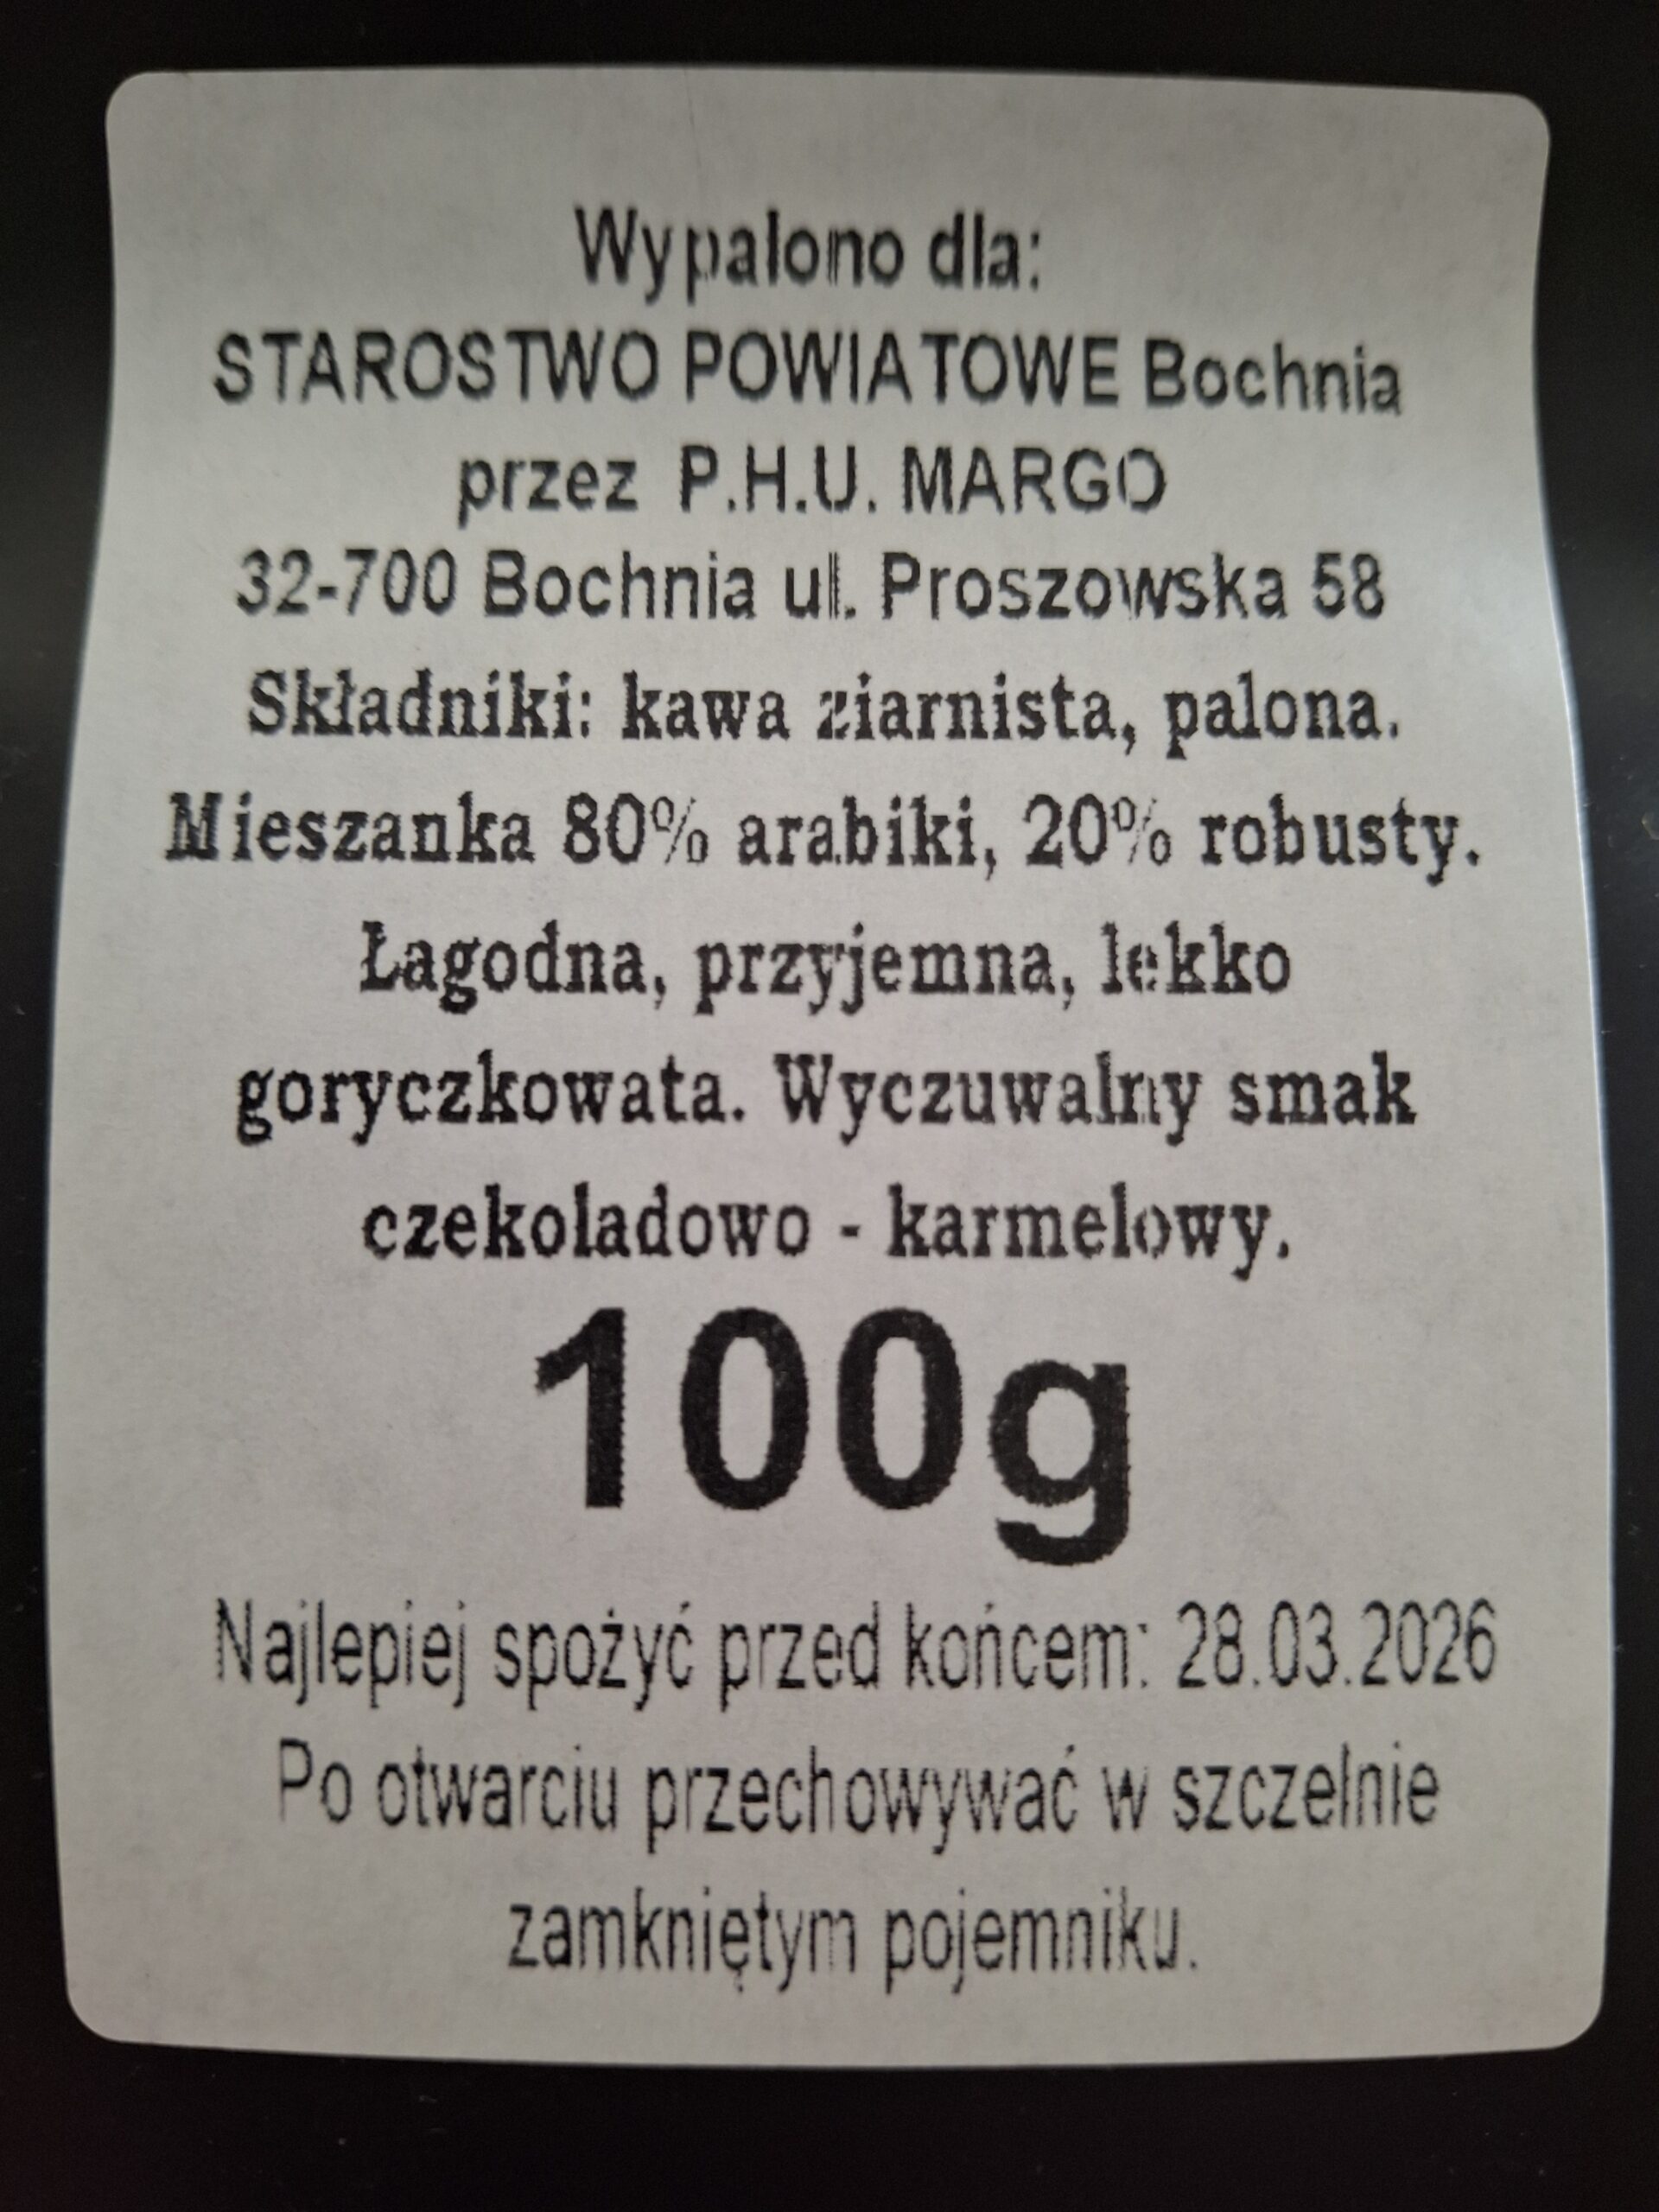 Wypalono dla:
STAROSTWO POWIATOWE Bochnia
przez P.H.U. MARGO
32-700 Bochnia ul. Proszowska 58
Składniki: kawa ziarnista, palona.
Mieszanka 80% arabiki, 20% robusty.
Łagodna, przyjemna, lekko
goryczkowata. Wyczuwalny smak
czekoladowo - karmelowy.
100g
Najlepiej spożyć przed końcem: 28.03.2026
Po otwarciu przechowywać w szczelnie
zamkniętym pojemniku.